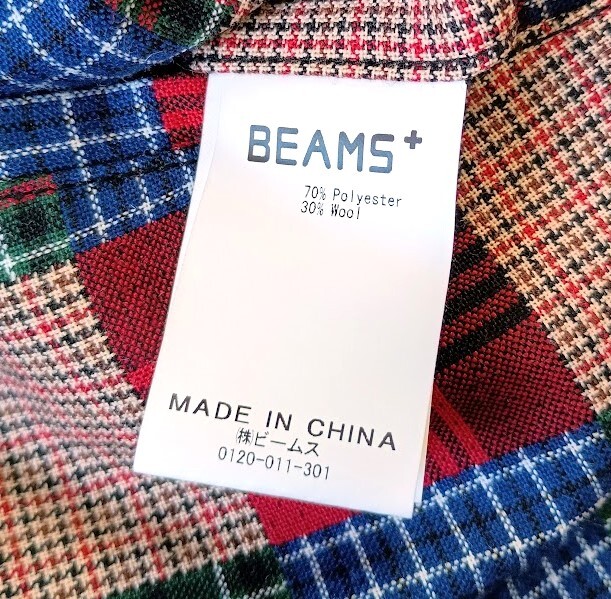 BEAMS+
70% Polyester
30% Wool
MADE IN CHINA
㈱ビームス
0120-011-301